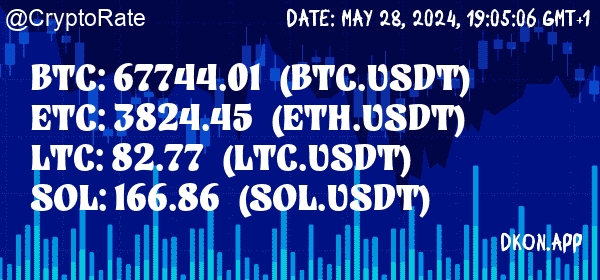 @CryptoRate
DATE: MAY 28, 2024, 19:05:06 GMT+1
BTC: 67744.01 (BTC.USDT)
ETC: 3824.45 (ETH.USDT)
LTC: 82.77 (LTC.USDT)
SOL: 166.86 (SOL.USDT)
DKON.APP